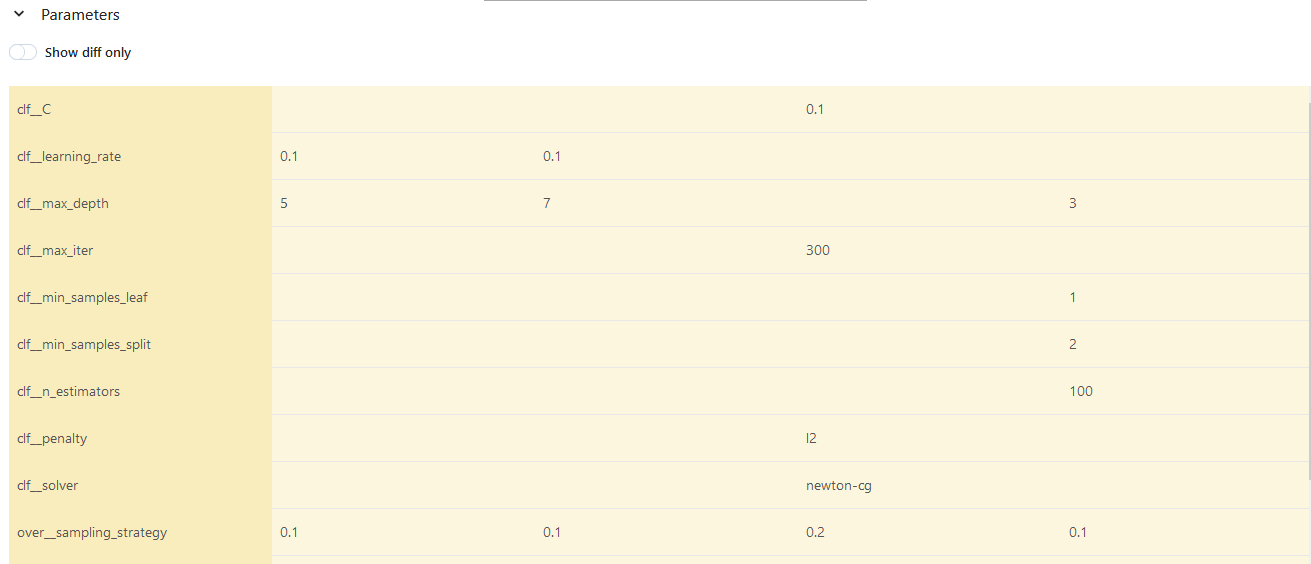 Parameters
Show diff only
clf__C 0.1
clf__learning_rate 0.1 0.1
clf__max_depth 5 7 3
clf__max_iter 300
clf__min_samples_leaf 1
clf__min_samples_split 2
clf__n_estimators 100
clf__penalty l2
clf__solver newton-cg
over__sampling_strategy 0.1 0.1 0.2 0.1